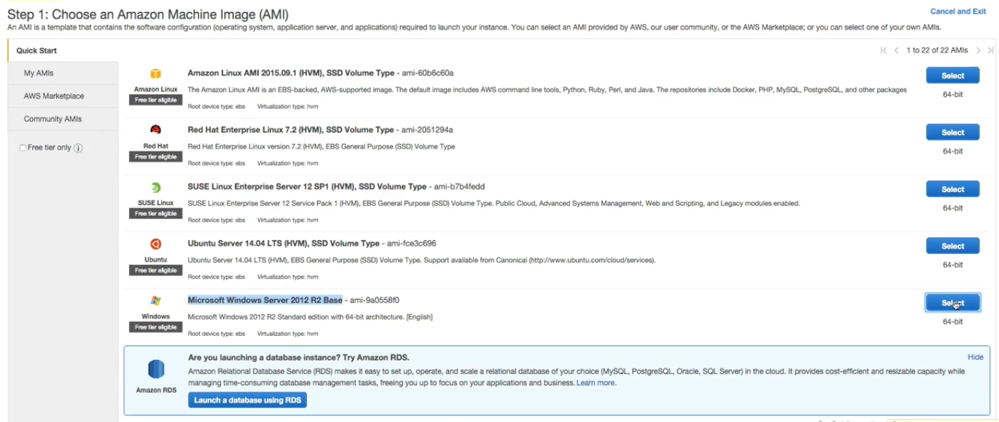 Step 1: Choose an Amazon Machine Image (AMI)
Cancel and Exit
An AMI is a template that contains the software configuration (operating system, application server, and applications) required to launch your instance. You can select an AMI provided by AWS, our user community, or the AWS Marketplace; or you can select one of your own AMIs.
Quick Start
1 to 22 of 22 AMIs
My AMIs
AWS Marketplace
Community AMIs
Free tier only
Amazon Linux
Free tier eligible
Amazon Linux AMI 2015.09.1 (HVM), SSD Volume Type - ami-60b6c60a
The Amazon Linux AMI is an EBS-backed, AWS-supported image. The default image includes AWS command line tools, Python, Ruby, Perl, and Java. The repositories include Docker, PHP, MySQL, PostgreSQL, and other packages
Root device type: ebs Virtualization type: hvm
Select
64-bit
Red Hat
Free tier eligible
Red Hat Enterprise Linux 7.2 (HVM), SSD Volume Type - ami-2051294a
Red Hat Enterprise Linux version 7.2 (HVM), EBS General Purpose (SSD) Volume Type
Root device type: ebs Virtualization type: hvm
Select
64-bit
SUSE Linux
Free tier eligible
SUSE Linux Enterprise Server 12 SP1 (HVM), SSD Volume Type - ami-b7b4fedd
SUSE Linux Enterprise Server 12 Service Pack 1 (HVM), EBS General Purpose (SSD) Volume Type. Public Cloud, Advanced Systems Management, Web and Scripting, and Legacy modules enabled.
Root device type: ebs Virtualization type: hvm
Select
64-bit
Ubuntu
Free tier eligible
Ubuntu Server 14.04 LTS (HVM), SSD Volume Type - ami-fce3c696
Ubuntu Server 14.04 LTS (HVM), EBS General Purpose (SSD) Volume Type. Support available from Canonical (http://www.ubuntu.com/cloud/services).
Root device type: ebs Virtualization type: hvm
Select
64-bit
Windows
Free tier eligible
Microsoft Windows Server 2012 R2 Base - ami-9a0558f0
Microsoft Windows 2012 R2 Standard edition with 64-bit architecture. [English]
Root device type: ebs Virtualization type: hvm
Select
64-bit
Amazon RDS
Are you launching a database instance? Try Amazon RDS.
Hide
Amazon Relational Database Service (RDS) makes it easy to set up, operate, and scale a relational database of your choice (MySQL, PostgreSQL, Oracle, SQL Server) in the cloud. It provides cost-efficient and resizable capacity while
managing time-consuming database management tasks, freeing you up to focus on your applications and business. Learn more.
Launch a database using RDS